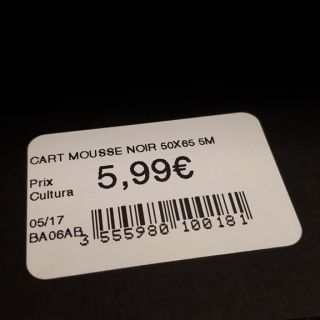 CART MOUSSE NOIR 50X65 5M
Prix
Cultura
5,99€
05/17
BA06AB
3 555980 100181